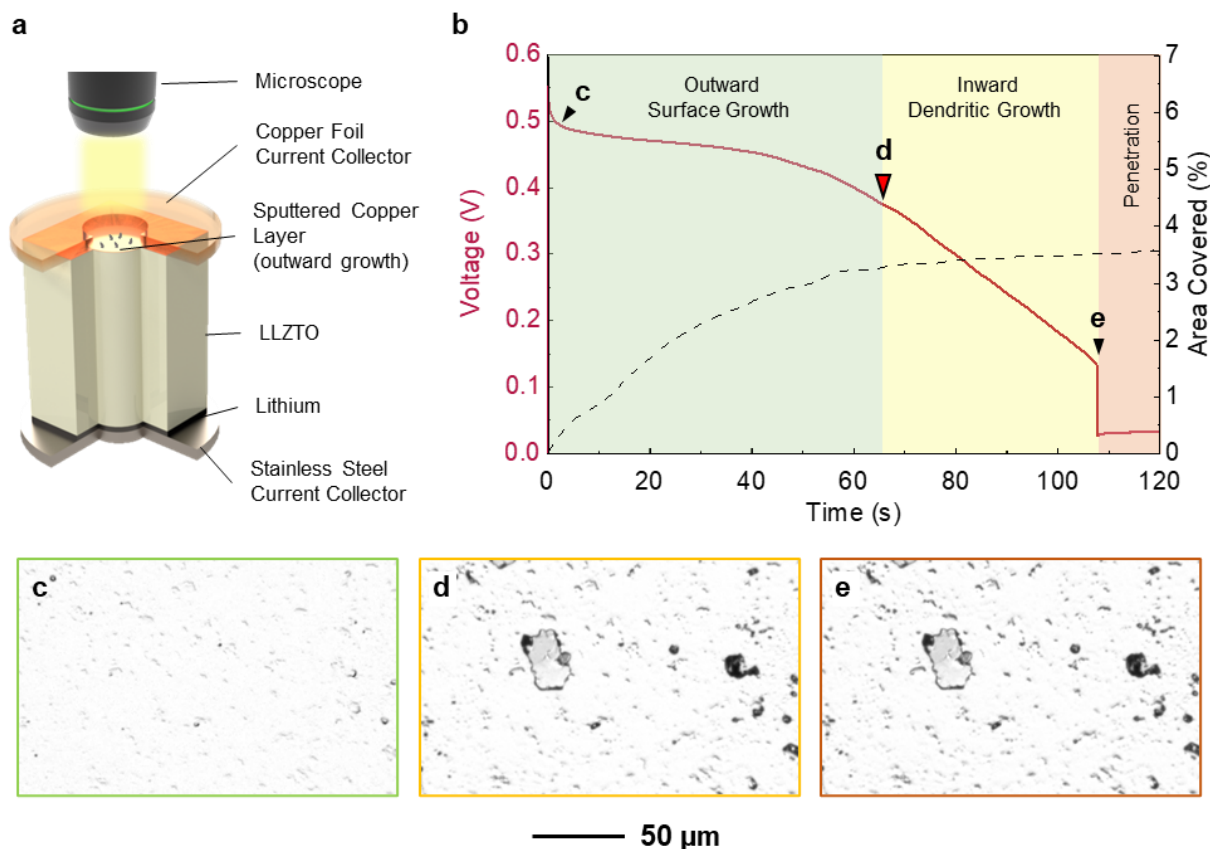 a
Microscope
Copper Foil
Current Collector
Sputtered Copper
Layer
(outward growth)
LLZTO
Lithium
Stainless Steel
Current Collector
b
Voltage (V)
0.6
0.5
0.4
0.3
0.2
0.1
0.0
Outward
Surface Growth
Inward
Dendritic Growth
Penetration
c
d
e
7
6
5
4
3
2
1
0
Area Covered (%)
0 20 40 60 80 100 120
Time (s)
c
d
e
50 µm